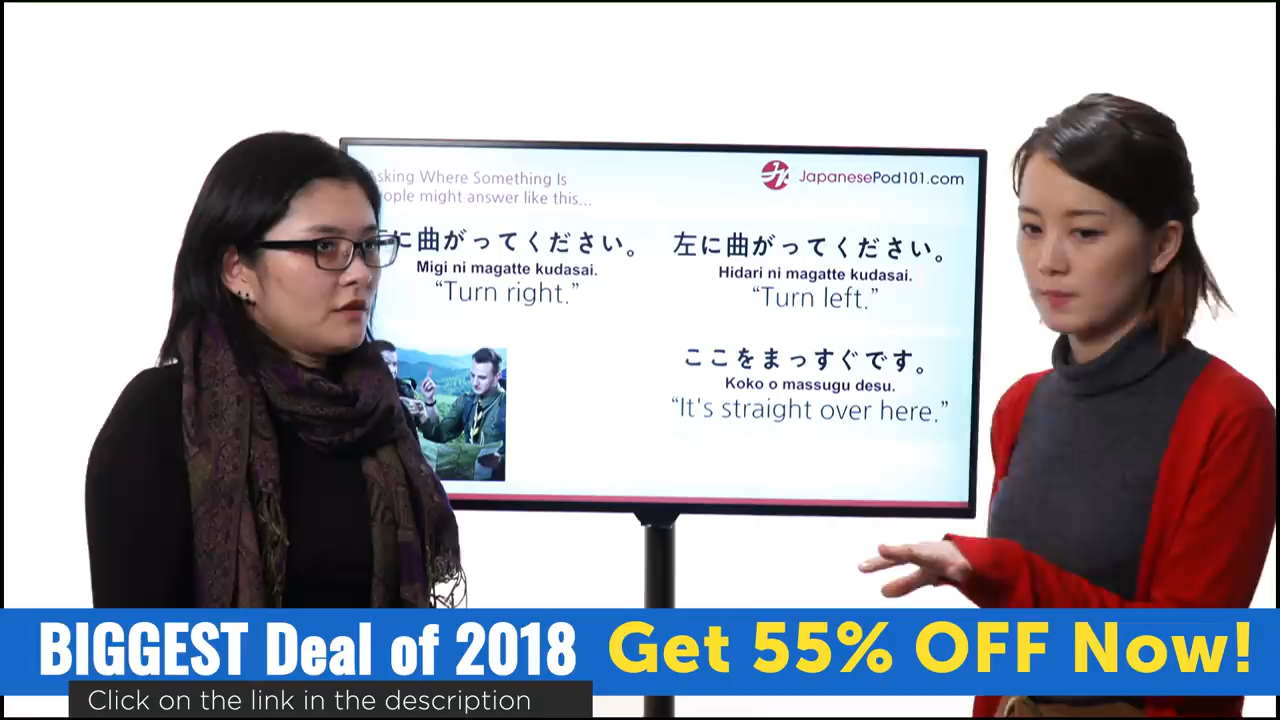 Asking Where Something Is
People might answer like this...
JapanesePod101.com
に曲がってください。
Migi ni magatte kudasai.
“Turn right.”
左に曲がってください。
Hidari ni magatte kudasai.
“Turn left.”
ここをまっすぐです。
Koko o massugu desu.
“It's straight over here.”
BIGGEST Deal of 2018
Get 55% OFF Now!
Click on the link in the description